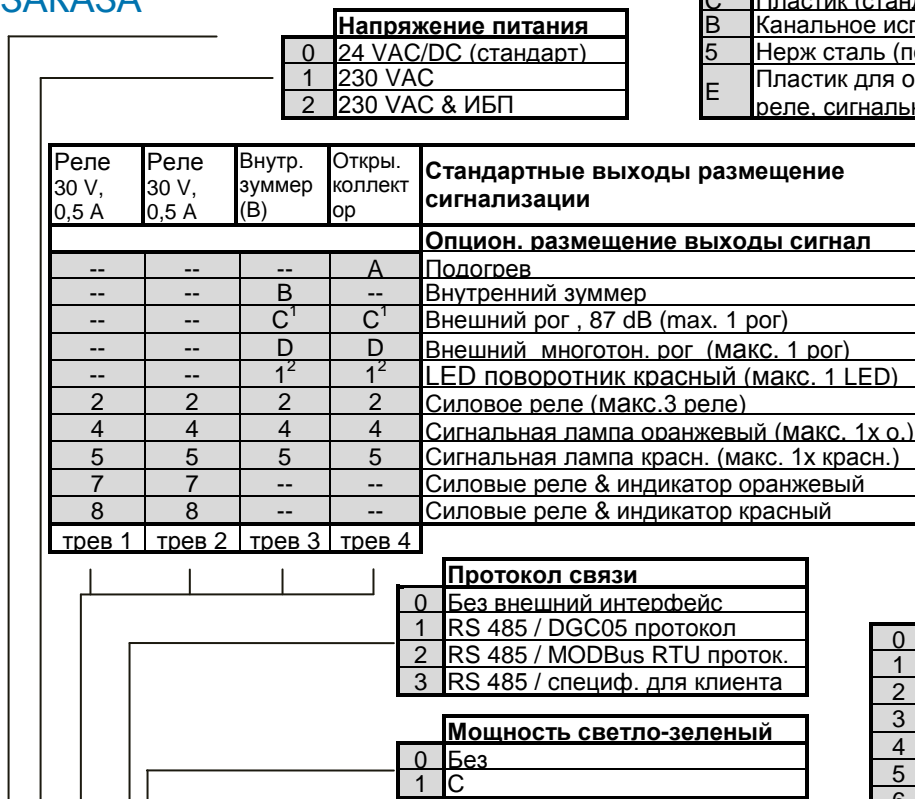 SARASA
Напряжение питания
0 24 VAC/DC (стандарт)
1 230 VAC
2 230 VAC & ИБП
C Пластик
B Канальное
5 Нерж сталь
E Пластик для
реле,
Реле 30 V, 0,5 A
Реле 30 V, 0,5 A
Внутр. зуммер (B)
Откры. коллект ор
Стандартные выходы размещение
сигнализации
Опцион. размещение выходы сигнал
-- -- -- A Подогрев
-- -- B -- Внутренний зуммер
-- -- C¹ C¹ Внешний рог , 87 dB (max. 1 рог)
-- -- D D Внешний многотон. рог (макс. 1 рог)
-- -- 1² 1² LED поворотник красный (макс. 1 LED)
2 2 2 2 Силовое реле (макс.3 реле)
4 4 4 4 Сигнальная лампа оранжевый (макс. 1x о.)
5 5 5 5 Сигнальная лампа красн. (макс. 1x красн.)
7 7 -- -- Силовые реле & индикатор оранжевый
8 8 -- -- Силовые реле & индикатор красный
трев 1 трев 2 трев 3 трев 4
Протокол связи
0 Без внешний интерфейс
1 RS 485 / DGC05 протокол
2 RS 485 / MODBus RTU проток.
3 RS 485 / специф. для клиента
Мощность светло-зеленый
0 Без
1 С
0
1
2
3
4
5